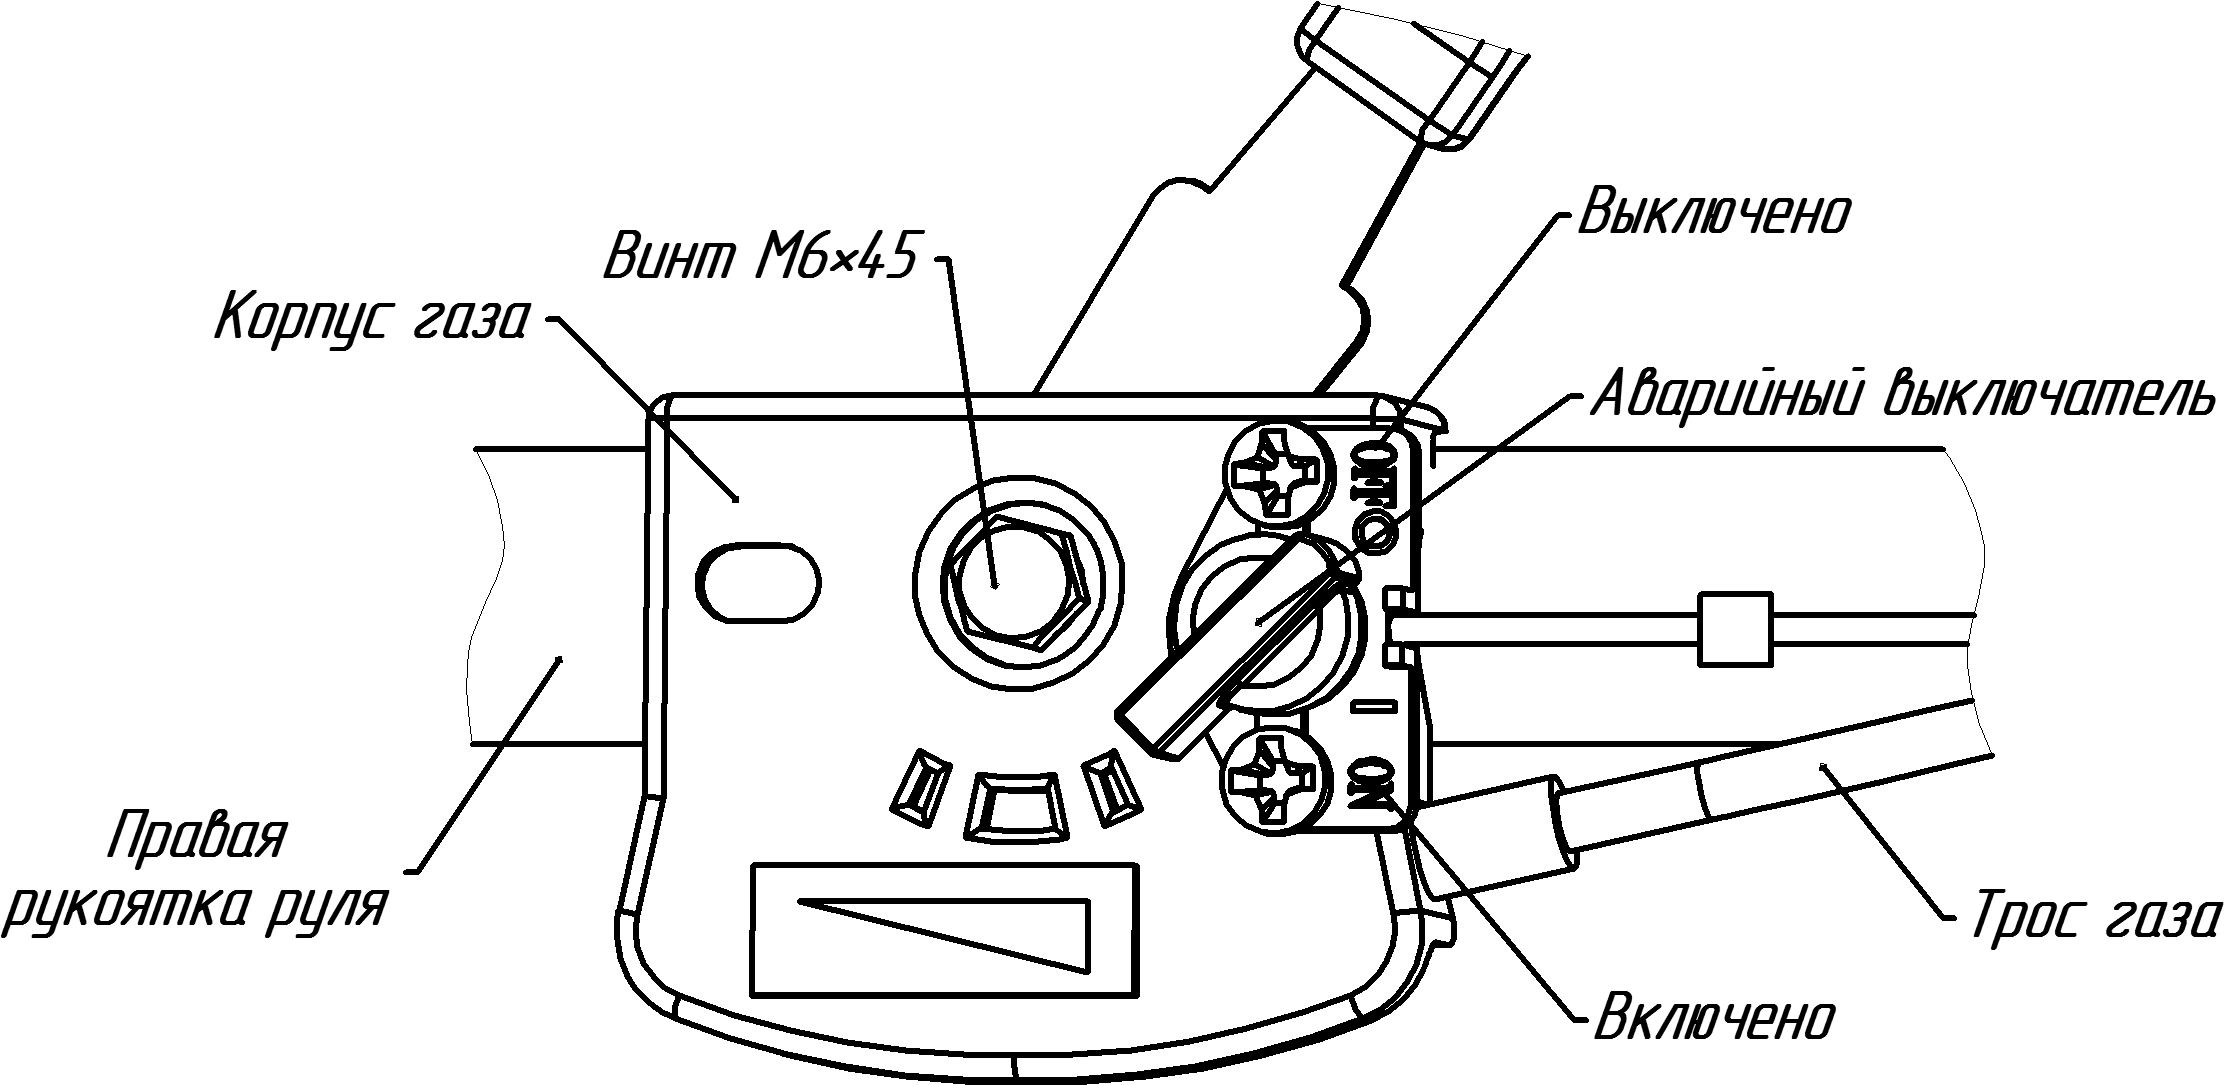 Выключено
Винт М6×45
Корпус газа
Аварийный выключатель
OFF
ON
Правая
рукоятка руля
Трос газа
Включено